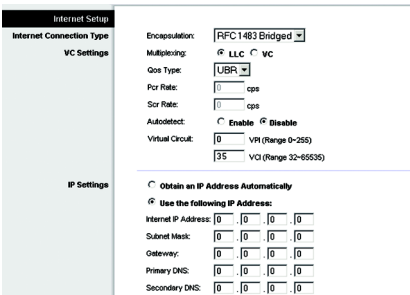 Internet Setup
Internet Connection Type
Encapsulation: RFC 1483 Bridged
VC Settings
Multiplexing: LLC VC
Qos Type: UBR
Pcr Rate: 0 cps
Scr Rate: 0 cps
Autodetect: Enable Disable
Virtual Circuit: 0 VPI (Range 0~255)
35 VCI (Range 32~65535)
IP Settings
Obtain an IP Address Automatically
Use the following IP Address:
Internet IP Address: 0 . 0 . 0 . 0
Subnet Mask: 0 . 0 . 0 . 0
Gateway: 0 . 0 . 0 . 0
Primary DNS: 0 . 0 . 0 . 0
Secondary DNS: 0 . 0 . 0 . 0